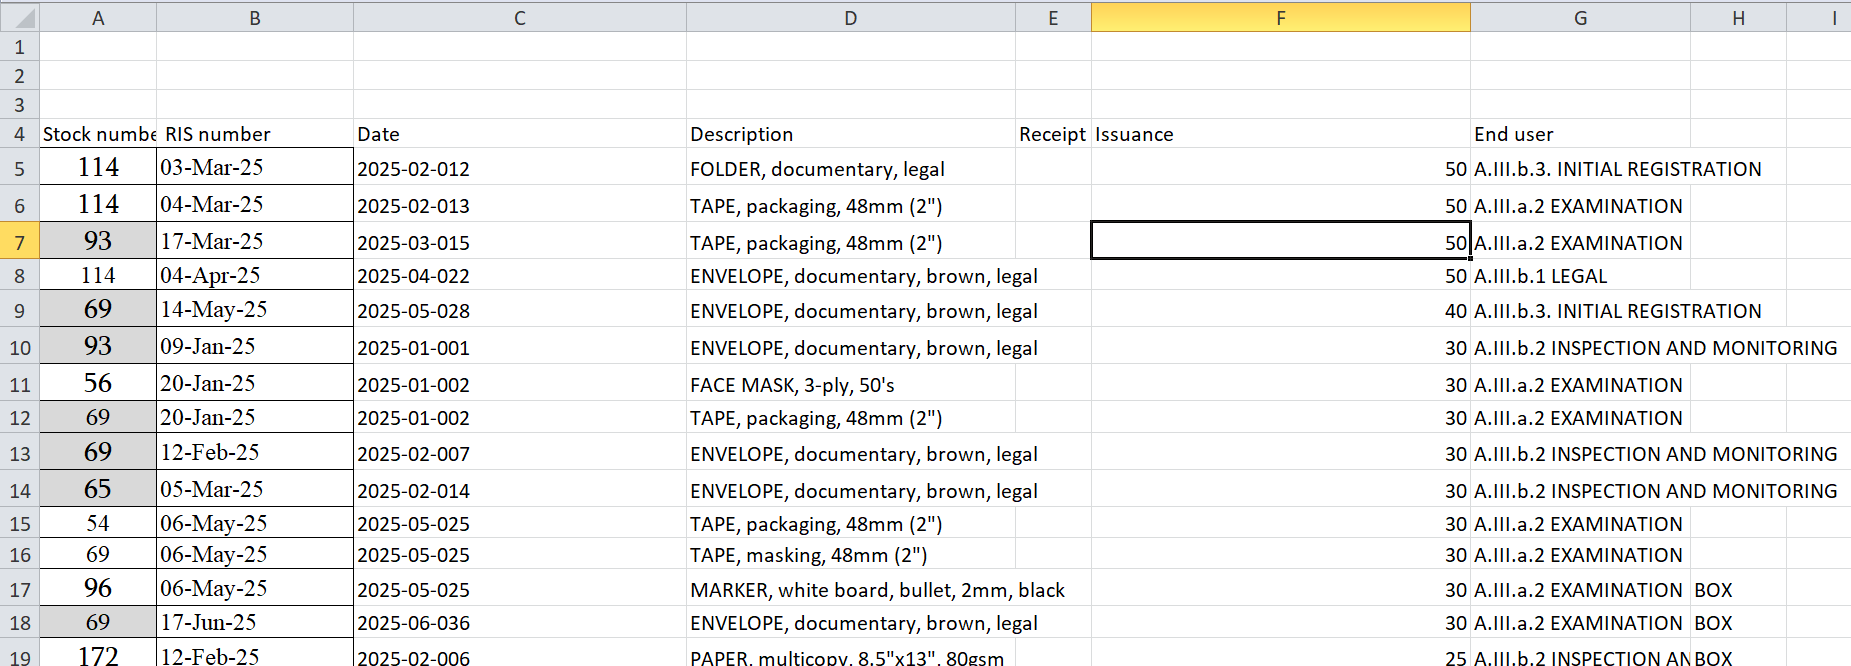 A B C D E F G H I
1
2
3
4 Stock numbe RIS number Date Description Receipt Issuance End user
5 114 03-Mar-25 2025-02-012 FOLDER, documentary, legal 50 A.III.b.3. INITIAL REGISTRATION
6 114 04-Mar-25 2025-02-013 TAPE, packaging, 48mm (2") 50 A.III.a.2 EXAMINATION
7 93 17-Mar-25 2025-03-015 TAPE, packaging, 48mm (2") 50 A.III.a.2 EXAMINATION
8 114 04-Apr-25 2025-04-022 ENVELOPE, documentary, brown, legal 50 A.III.b.1 LEGAL
9 69 14-May-25 2025-05-028 ENVELOPE, documentary, brown, legal 40 A.III.b.3. INITIAL REGISTRATION
10 93 09-Jan-25 2025-01-001 ENVELOPE, documentary, brown, legal 30 A.III.b.2 INSPECTION AND MONITORING
11 56 20-Jan-25 2025-01-002 FACE MASK, 3-ply, 50's 30 A.III.a.2 EXAMINATION
12 69 20-Jan-25 2025-01-002 TAPE, packaging, 48mm (2") 30 A.III.a.2 EXAMINATION
13 69 12-Feb-25 2025-02-007 ENVELOPE, documentary, brown, legal 30 A.III.b.2 INSPECTION AND MONITORING
14 65 05-Mar-25 2025-02-014 ENVELOPE, documentary, brown, legal 30 A.III.b.2 INSPECTION AND MONITORING
15 54 06-May-25 2025-05-025 TAPE, packaging, 48mm (2") 30 A.III.a.2 EXAMINATION
16 69 06-May-25 2025-05-025 TAPE, masking, 48mm (2") 30 A.III.a.2 EXAMINATION
17 96 06-May-25 2025-05-025 MARKER, white board, bullet, 2mm, black 30 A.III.a.2 EXAMINATION BOX
18 69 17-Jun-25 2025-06-036 ENVELOPE, documentary, brown, legal 30 A.III.a.2 EXAMINATION BOX
19 172 12-Feb-25 2025-02-006 PAPER, multicopy, 8.5"x13", 80gsm 25 A.III.b.2 INSPECTION AN BOX